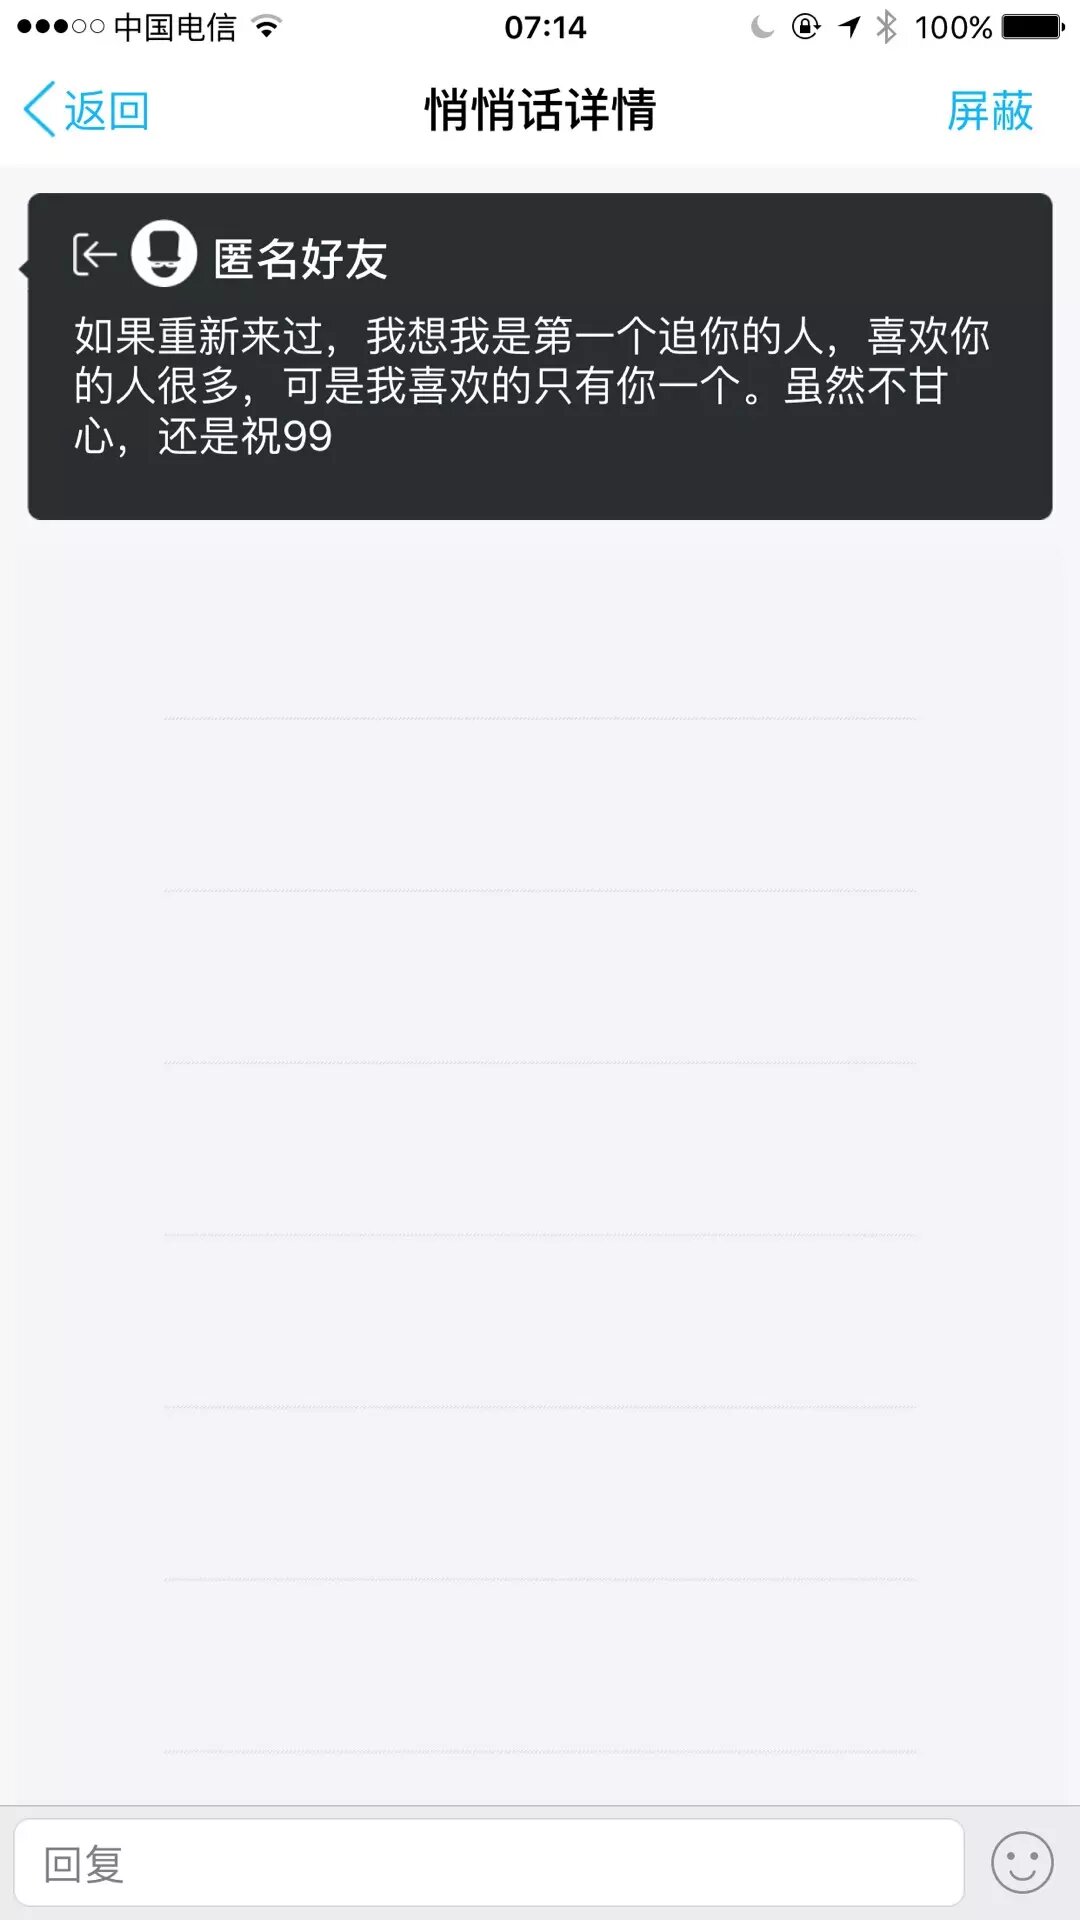 中国电信
07:14
100%
返回
悄悄话详情
屏蔽
匿名好友
如果重新来过，我想我是第一个追你的人，喜欢你
的人很多，可是我喜欢的只有你一个。虽然不甘
心，还是祝99
回复